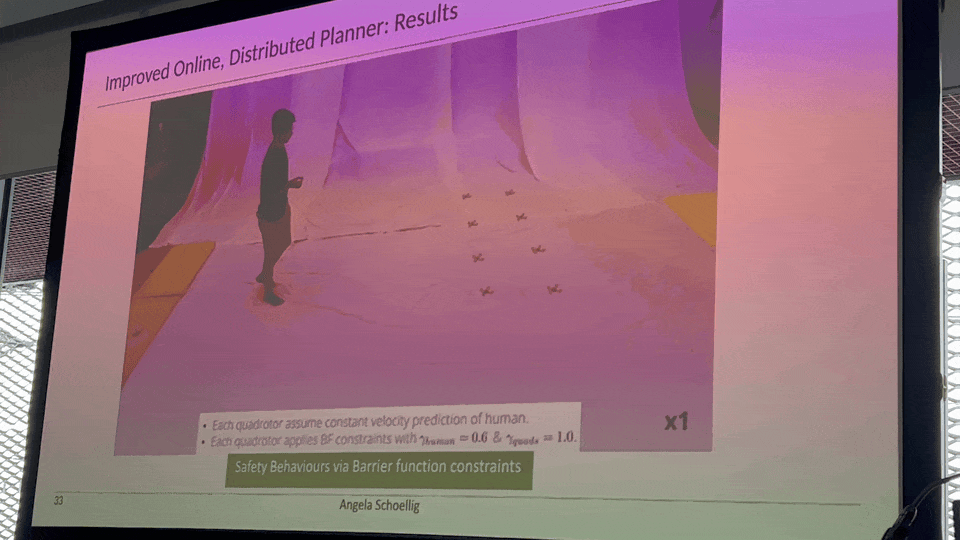 Improved Online, Distributed Planner: Results
• Each quadrotor assume constant velocity prediction of human.
• Each quadrotor applies BF constraints with γhuman = 0.6 & γquads = 1.0.
x1
Safety Behaviours via Barrier function constraints
33
Angela Schoellig